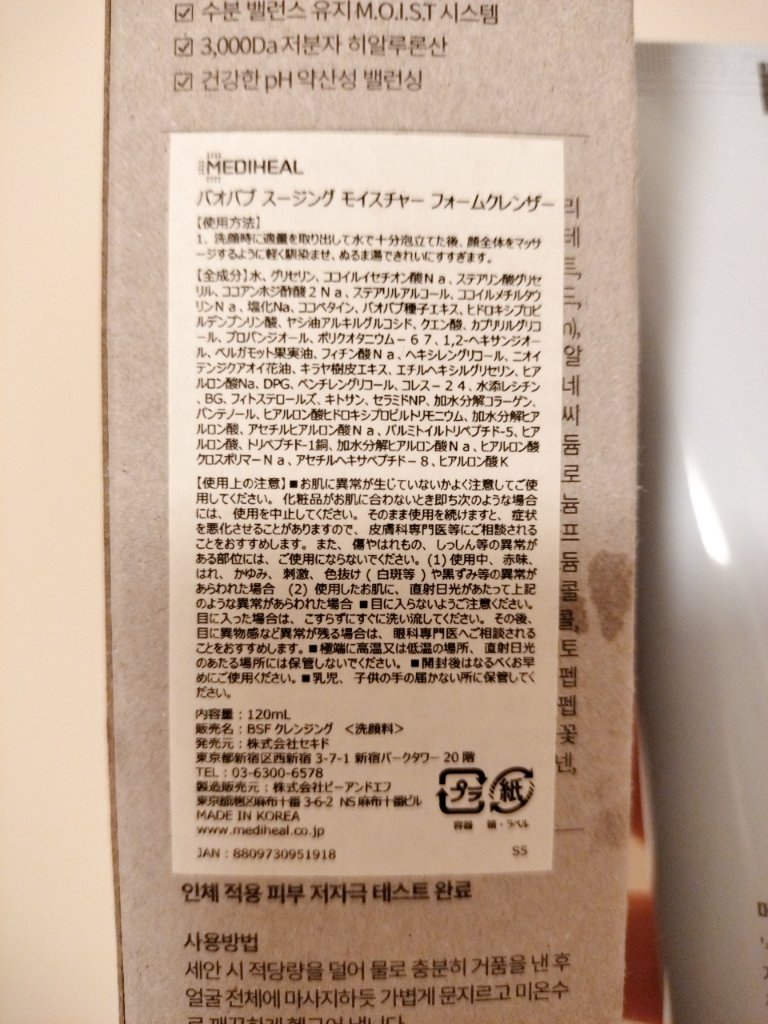 ☑ 수분 밸런스 유지 M.O.I.S.T 시스템
☑ 3,000Da 저분자 히알루론산
☑ 건강한 pH 약산성 밸런싱
MEDIHEAL
バオバブ スージング モイスチャー フォームクレンザー
【使用方法】
1、洗顔時に適量を取り出して水で十分泡立てた後、顔全体をマッサ
ージするように軽く馴染ませ、ぬるま湯できれいにすすぎます。
【全成分】水、グリセリン、ココイルイセチオン酸Ｎａ、ステアリン酸グリセ
リル、ココアンホジ酢酸２Ｎａ、ステアリルアルコール、ココイルメチルタウ
リンＮａ、塩化Na、ココベタイン、バオバブ種子エキス、ヒドロキシプロピ
ルデンプンリン酸、ヤシ油アルキルグルコシド、クエン酸、カプリルグリコ
ール、プロパンジオール、ポリクオタニウム－６７、1,2-ヘキサンジオー
ル、ベルガモット果実油、フィチン酸Ｎａ、ヘキシレングリコール、ニオイ
テンジクアオイ花油、キラヤ樹皮エキス、エチルヘキシルグリセリン、ヒア
ルロン酸Na、DPG、ペンチレングリコール、コレス－２４、水添レシチン
、BG、フィトステロールズ、キトサン、セラミドNP、加水分解コラーゲン、
パンテノール、ヒアルロン酸ヒドロキシプロピルトリモニウム、加水分解ヒア
ルロン酸、アセチルヒアルロン酸Ｎａ、パルミトイルトリペプチド-5、ヒア
ルロン酸、トリペプチド-1銅、加水分解ヒアルロン酸Ｎａ、ヒアルロン酸
クロスポリマーＮａ、アセチルヘキサペプチド－８、ヒアルロン酸Ｋ
【使用上の注意】■お肌に異常が生じていないかよく注意してご使
用してください。化粧品がお肌に合わないとき即ち次のような場合
には、使用を中止してください。そのまま使用を続けますと、症状
を悪化させることがありますので、皮膚科専門医等にご相談される
ことをおすすめします。また、傷やはれもの、しっしん等の異常が
ある部位には、ご使用にならないでください。(1) 使用中、赤味、
はれ、かゆみ、刺激、色抜け（白斑等）や黒ずみ等の異常が
あらわれた場合 (2) 使用したお肌に、直射日光があたって上記
のような異常があらわれた場合 ■目に入らないようご注意ください。
目に入った場合は、こすらずにすぐに洗い流してください。その後、
目に異物感など異常が残る場合は、眼科専門医へご相談される
ことをおすすめします。■極端に高温又は低温の場所、直射日光
のあたる場所には保管しないでください。■開封後はなるべくお早
めにご使用ください。■乳児、子供の手の届かない所に保管してく
ださい。
内容量：120mL
販売名：BSF クレンジング ＜洗顔料＞
発売元：株式会社セキド
東京都新宿区西新宿 3-7-1 新宿パークタワー 20 階
TEL：03-6300-6578
製造販売元：株式会社ビーアンドエフ
東京都港区麻布十番 3-6-2 NS 麻布十番ビル
MADE IN KOREA
www.mediheal.co.jp
プラ 紙
容器 箱・ラベル
JAN：8809730951918 S5
리
테
트,
드,
n),
알
네
씨
듐
로
늄
프
듐
콜
콜,
토
펩
펩
꽃
넨,
인체 적용 피부 저자극 테스트 완료
사용방법
세안 시 적당량을 덜어 물로 충분히 거품을 낸 후
얼굴 전체에 마사지하듯 가볍게 문지르고 미온수
로 깨끗하게 헹구어 냅니다.